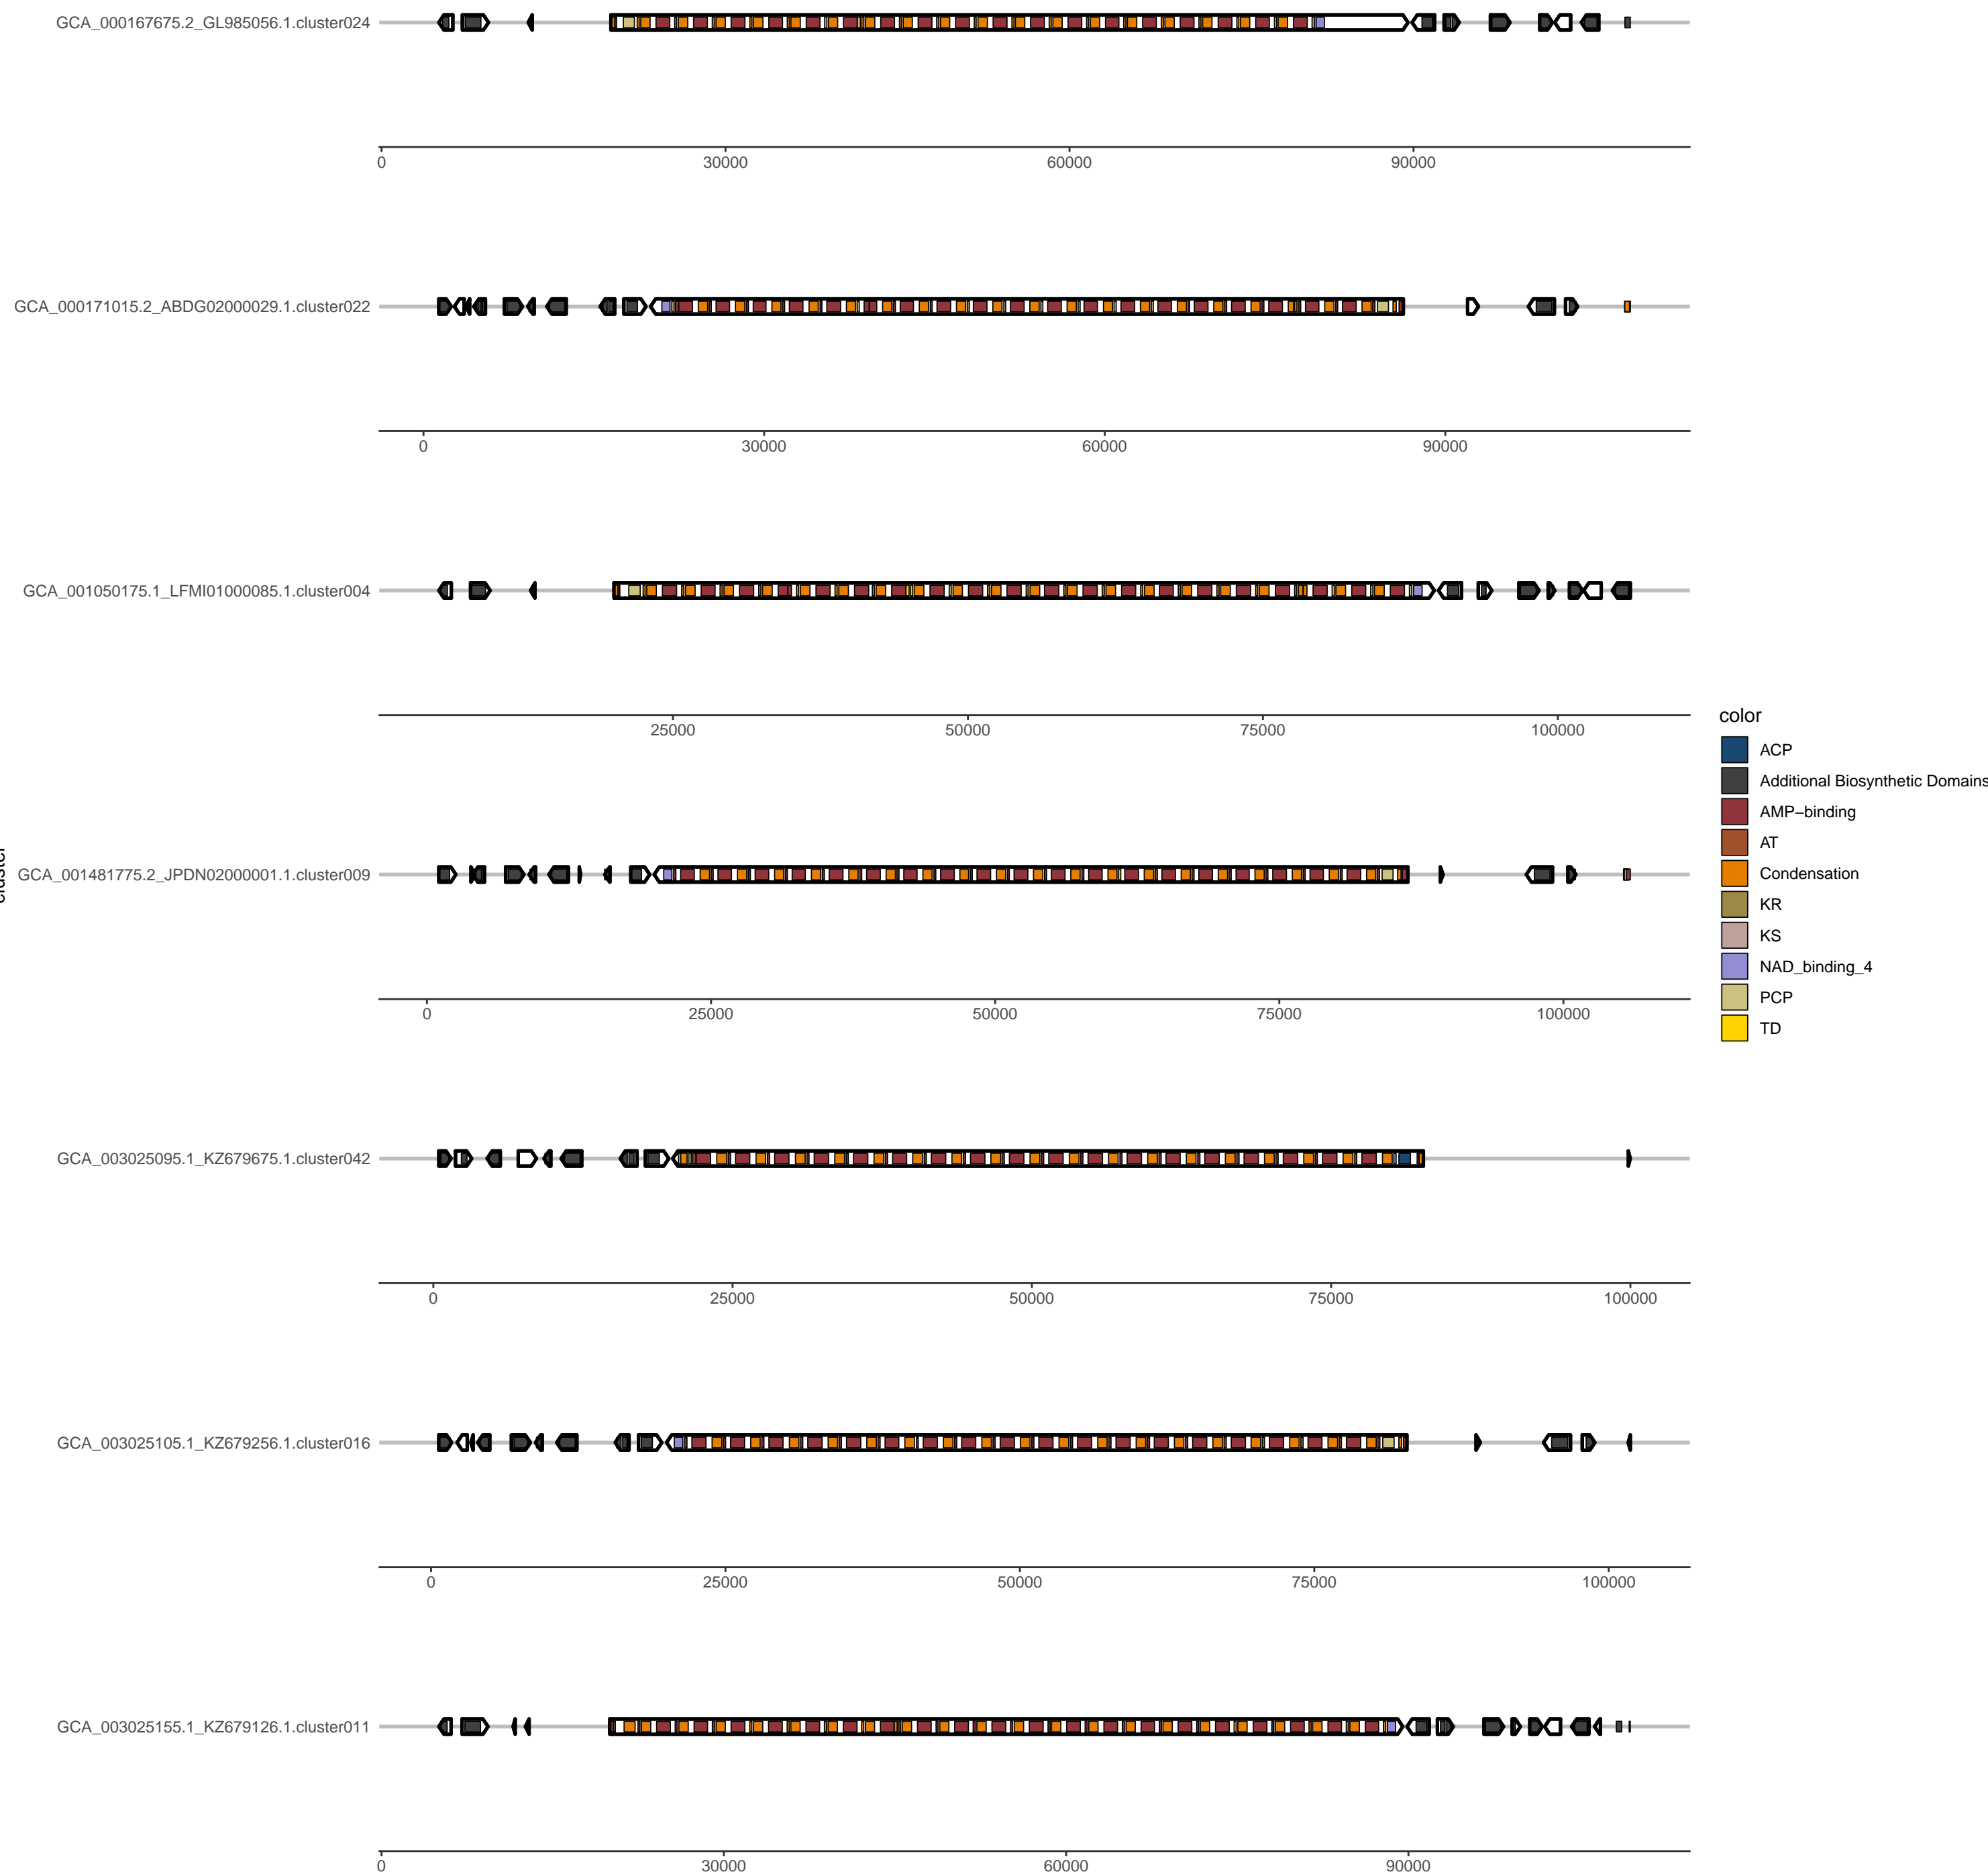 GCA_000167675.2_GL985056.1.cluster024
0 30000 60000 90000
GCA_000171015.2_ABDG02000029.1.cluster022
0 30000 60000 90000
GCA_001050175.1_LFMI01000085.1.cluster004
25000 50000 75000 100000
color
ACP
Additional Biosynthetic Domains
AMP−binding
AT
Condensation
KR
KS
NAD_binding_4
PCP
TD
cluster
GCA_001481775.2_JPDN02000001.1.cluster009
0 25000 50000 75000 100000
GCA_003025095.1_KZ679675.1.cluster042
0 25000 50000 75000 100000
GCA_003025105.1_KZ679256.1.cluster016
0 25000 50000 75000 100000
GCA_003025155.1_KZ679126.1.cluster011
0 30000 60000 90000